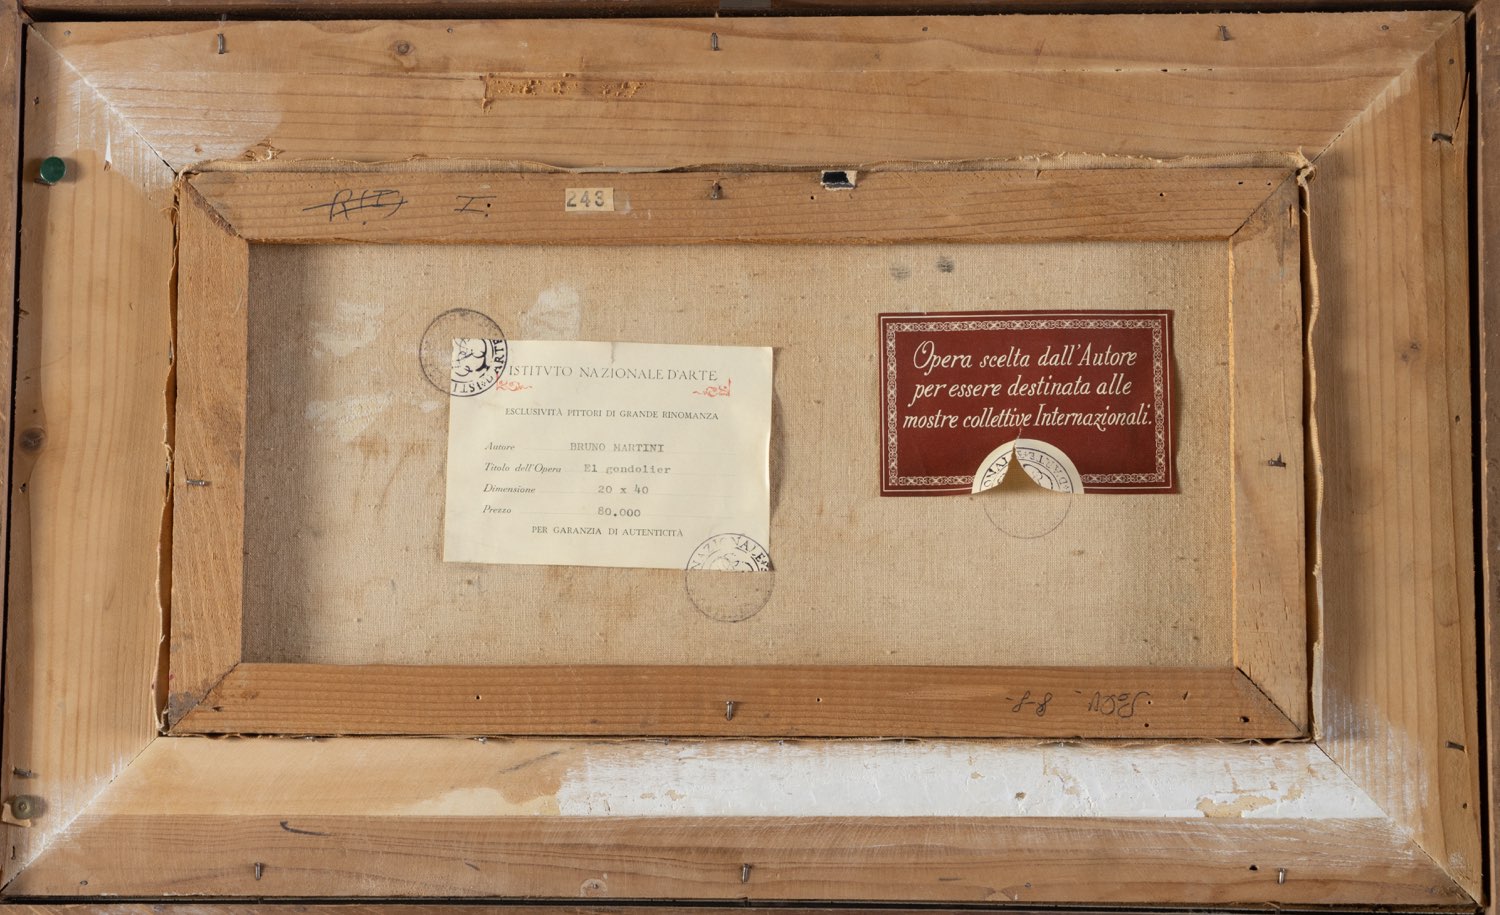 I.
243
ISTITVTO NAZIONALE D'ARTE
ESCLUSIVITÀ PITTORI DI GRANDE RINOMANZA
Autore BRUNO MARTINI
Titolo dell'Opera El gondolier
Dimensione 20 x 40
Prezzo 80.000
PER GARANZIA DI AUTENTICITÀ
NAZIONALE
Opera scelta dall'Autore
per essere destinata alle
mostre collettive Internazionali.